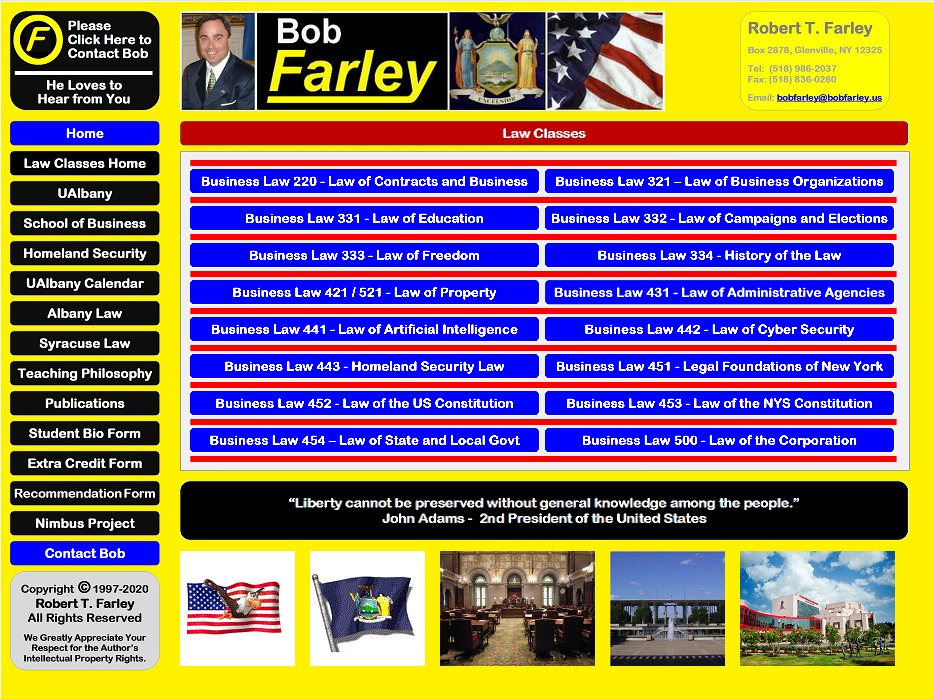 F
Please
Click Here to
Contact Bob
He Loves to
Hear from You
Bob
Farley
EXCELSIOR
Robert T. Farley
Box 2878, Glenville, NY 12325
Tel: (518) 986-2037
Fax: (518) 836-0260
Email: bobfarley@bobfarley.us
Home
Law Classes Home
UAlbany
School of Business
Homeland Security
UAlbany Calendar
Albany Law
Syracuse Law
Teaching Philosophy
Publications
Student Bio Form
Extra Credit Form
Recommendation Form
Nimbus Project
Contact Bob
Copyright © 1997-2020
Robert T. Farley
All Rights Reserved
We Greatly Appreciate Your
Respect for the Author's
Intellectual Property Rights.
Law Classes
Business Law 220 - Law of Contracts and Business
Business Law 321 – Law of Business Organizations
Business Law 331 - Law of Education
Business Law 332 - Law of Campaigns and Elections
Business Law 333 - Law of Freedom
Business Law 334 - History of the Law
Business Law 421 / 521 - Law of Property
Business Law 431 - Law of Administrative Agencies
Business Law 441 - Law of Artificial Intelligence
Business Law 442 - Law of Cyber Security
Business Law 443 - Homeland Security Law
Business Law 451 - Legal Foundations of New York
Business Law 452 - Law of the US Constitution
Business Law 453 - Law of the NYS Constitution
Business Law 454 – Law of State and Local Govt
Business Law 500 - Law of the Corporation
“Liberty cannot be preserved without general knowledge among the people.”
John Adams - 2nd President of the United States